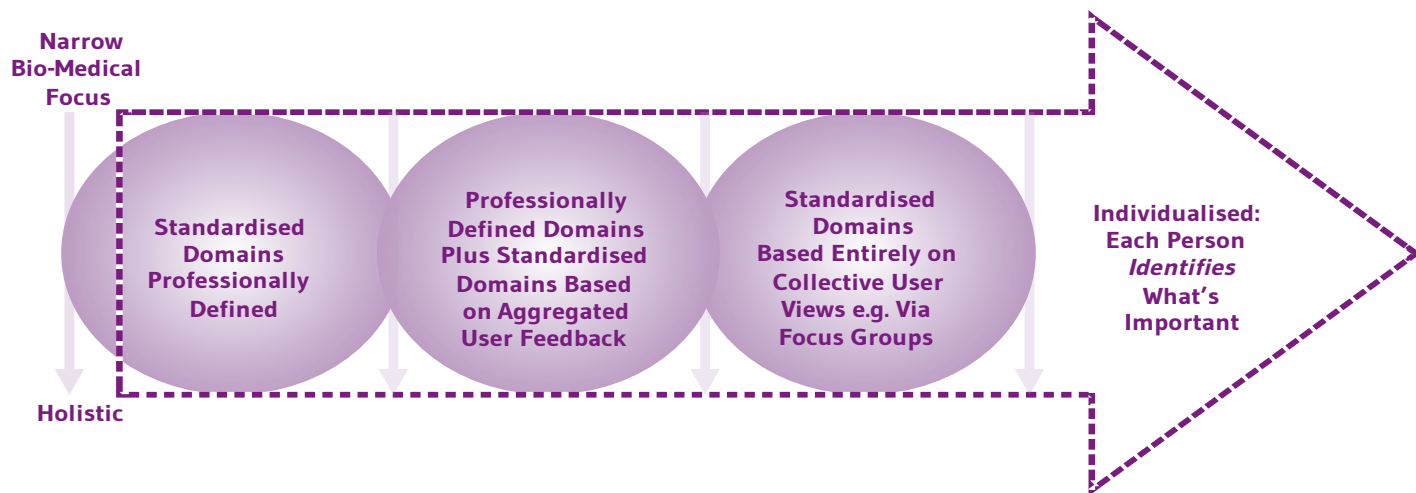 Narrow
Bio-Medical
Focus
Holistic
Standardised
Domains
Professionally
Defined
Professionally
Defined Domains
Plus Standardised
Domains Based
on Aggregated
User Feedback
Standardised
Domains
Based Entirely on
Collective User
Views e.g. Via
Focus Groups
Individualised:
Each Person
Identifies
What's
Important